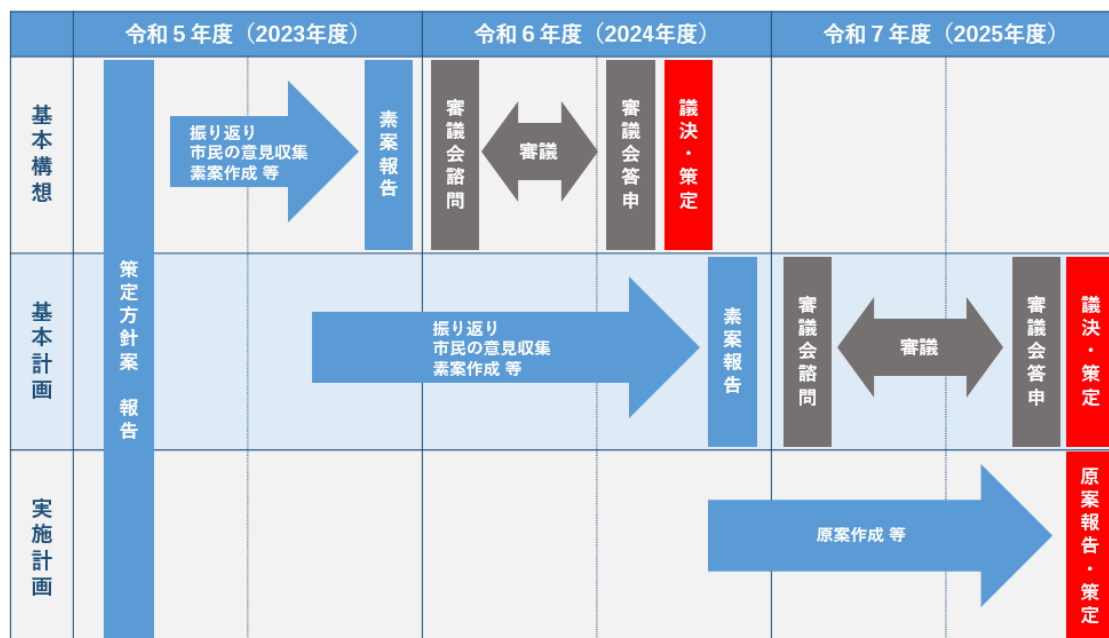 令和５年度（2023年度）
令和６年度（2024年度）
令和７年度（2025年度）
基本構想
策定方針案 報告
振り返り
市民の意見収集
素案作成 等
素案報告
審議会諮問
審議
審議会答申
議決・策定
基本計画
振り返り
市民の意見収集
素案作成 等
素案報告
審議会諮問
審議
審議会答申
議決・策定
実施計画
原案作成 等
原案報告・策定